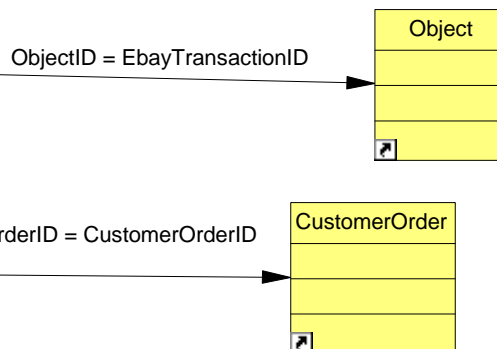 Object
ObjectID = EbayTransactionID
CustomerOrder
rderID = CustomerOrderID